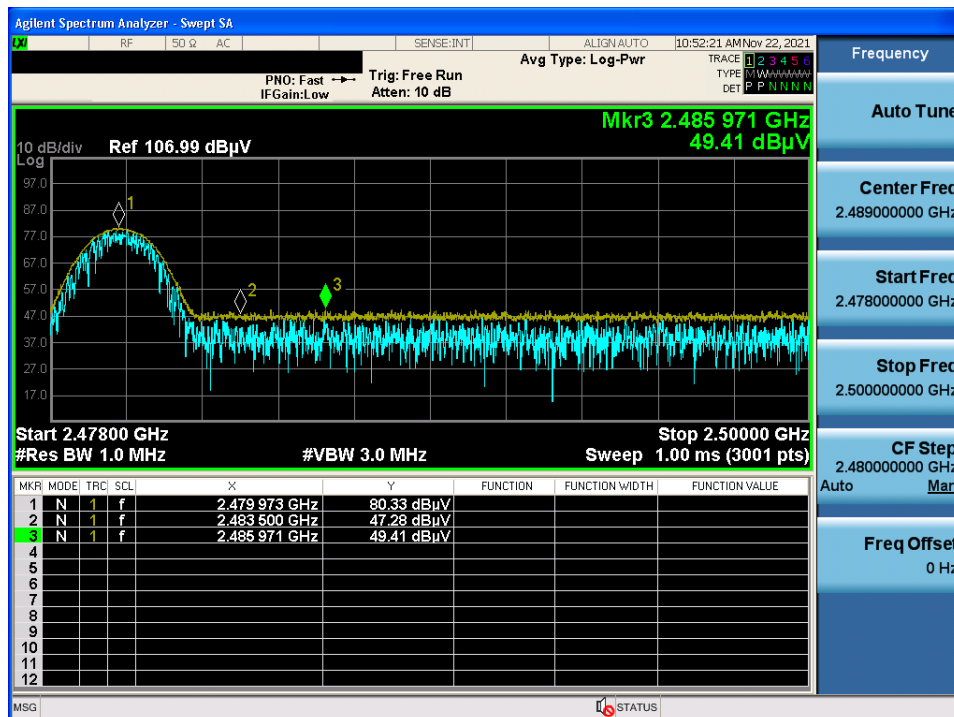 Agilent Spectrum Analyzer - Swept SA
LXI RF 50 Ω AC SENSE:INT ALIGN AUTO 10:52:21 AM Nov 22, 2021
Frequency
Avg Type: Log-Pwr TRACE 1 2 3 4 5 6
PNO: Fast Trig: Free Run TYPE M WWWWW
IFGain:Low Atten: 10 dB DET P P N N N N
Auto Tune
Mkr3 2.485 971 GHz
49.41 dBµV
10 dB/div Ref 106.99 dBµV
Log
97.0
87.0
77.0
67.0
57.0
47.0
37.0
27.0
17.0
1
2
3
Start 2.47800 GHz Stop 2.50000 GHz
#Res BW 1.0 MHz #VBW 3.0 MHz Sweep 1.00 ms (3001 pts)
Center Freq
2.489000000 GHz
Start Freq
2.478000000 GHz
Stop Freq
2.500000000 GHz
CF Step
2.480000000 GHz
Auto Man
Freq Offset
0 Hz
MKR MODE TRC SCL X Y FUNCTION FUNCTION WIDTH FUNCTION VALUE
1 N 1 f 2.479 973 GHz 80.33 dBµV
2 N 1 f 2.483 500 GHz 47.28 dBµV
3 N 1 f 2.485 971 GHz 49.41 dBµV
4
5
6
7
8
9
10
11
12
MSG STATUS